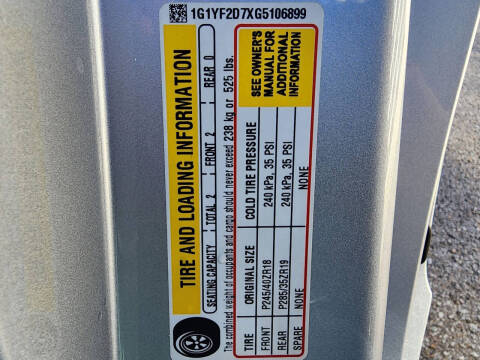 1G1YF2D7XG5106899
TIRE AND LOADING INFORMATION
SEATING CAPACITY TOTAL 2 FRONT 2 REAR 0
The combined weight of occupants and cargo should never exceed 238 kg or 525 lbs.
TIRE ORIGINAL SIZE COLD TIRE PRESSURE
FRONT P245/40ZR18 240 kPa, 35 PSI
REAR P285/35ZR19 240 kPa, 35 PSI
SPARE NONE NONE
SEE OWNER'S
MANUAL FOR
ADDITIONAL
INFORMATION